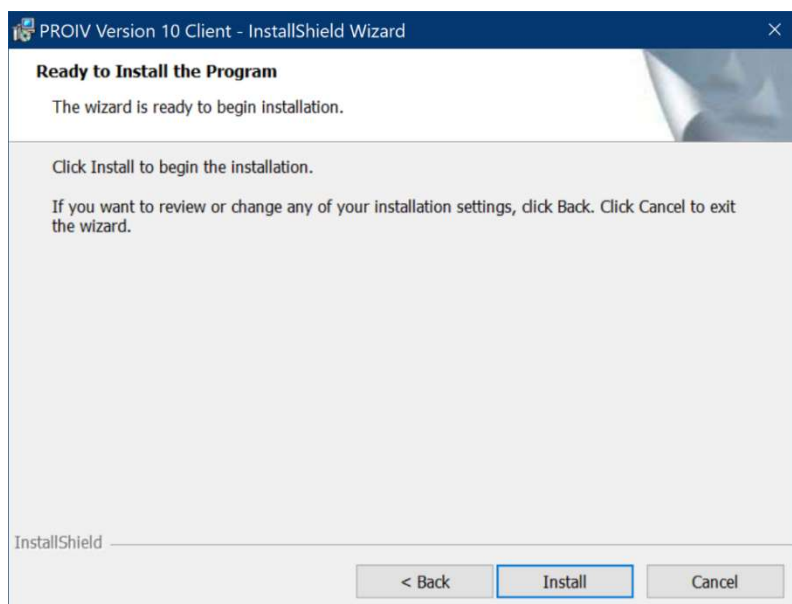 PROIV Version 10 Client - InstallShield Wizard
Ready to Install the Program
The wizard is ready to begin installation.
Click Install to begin the installation.
If you want to review or change any of your installation settings, click Back. Click Cancel to exit
the wizard.
InstallShield
< Back
Install
Cancel